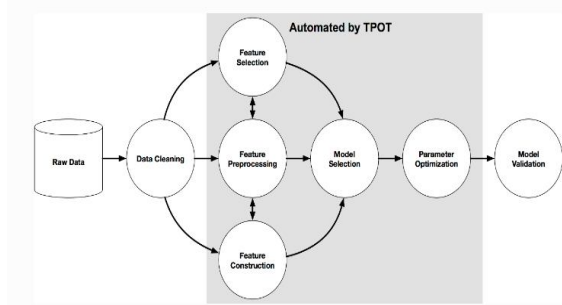 Automated by TPOT
Feature
Selection
Raw Data
Data Cleaning
Feature
Preprocessing
Model
Selection
Parameter
Optimization
Model
Validation
Feature
Construction